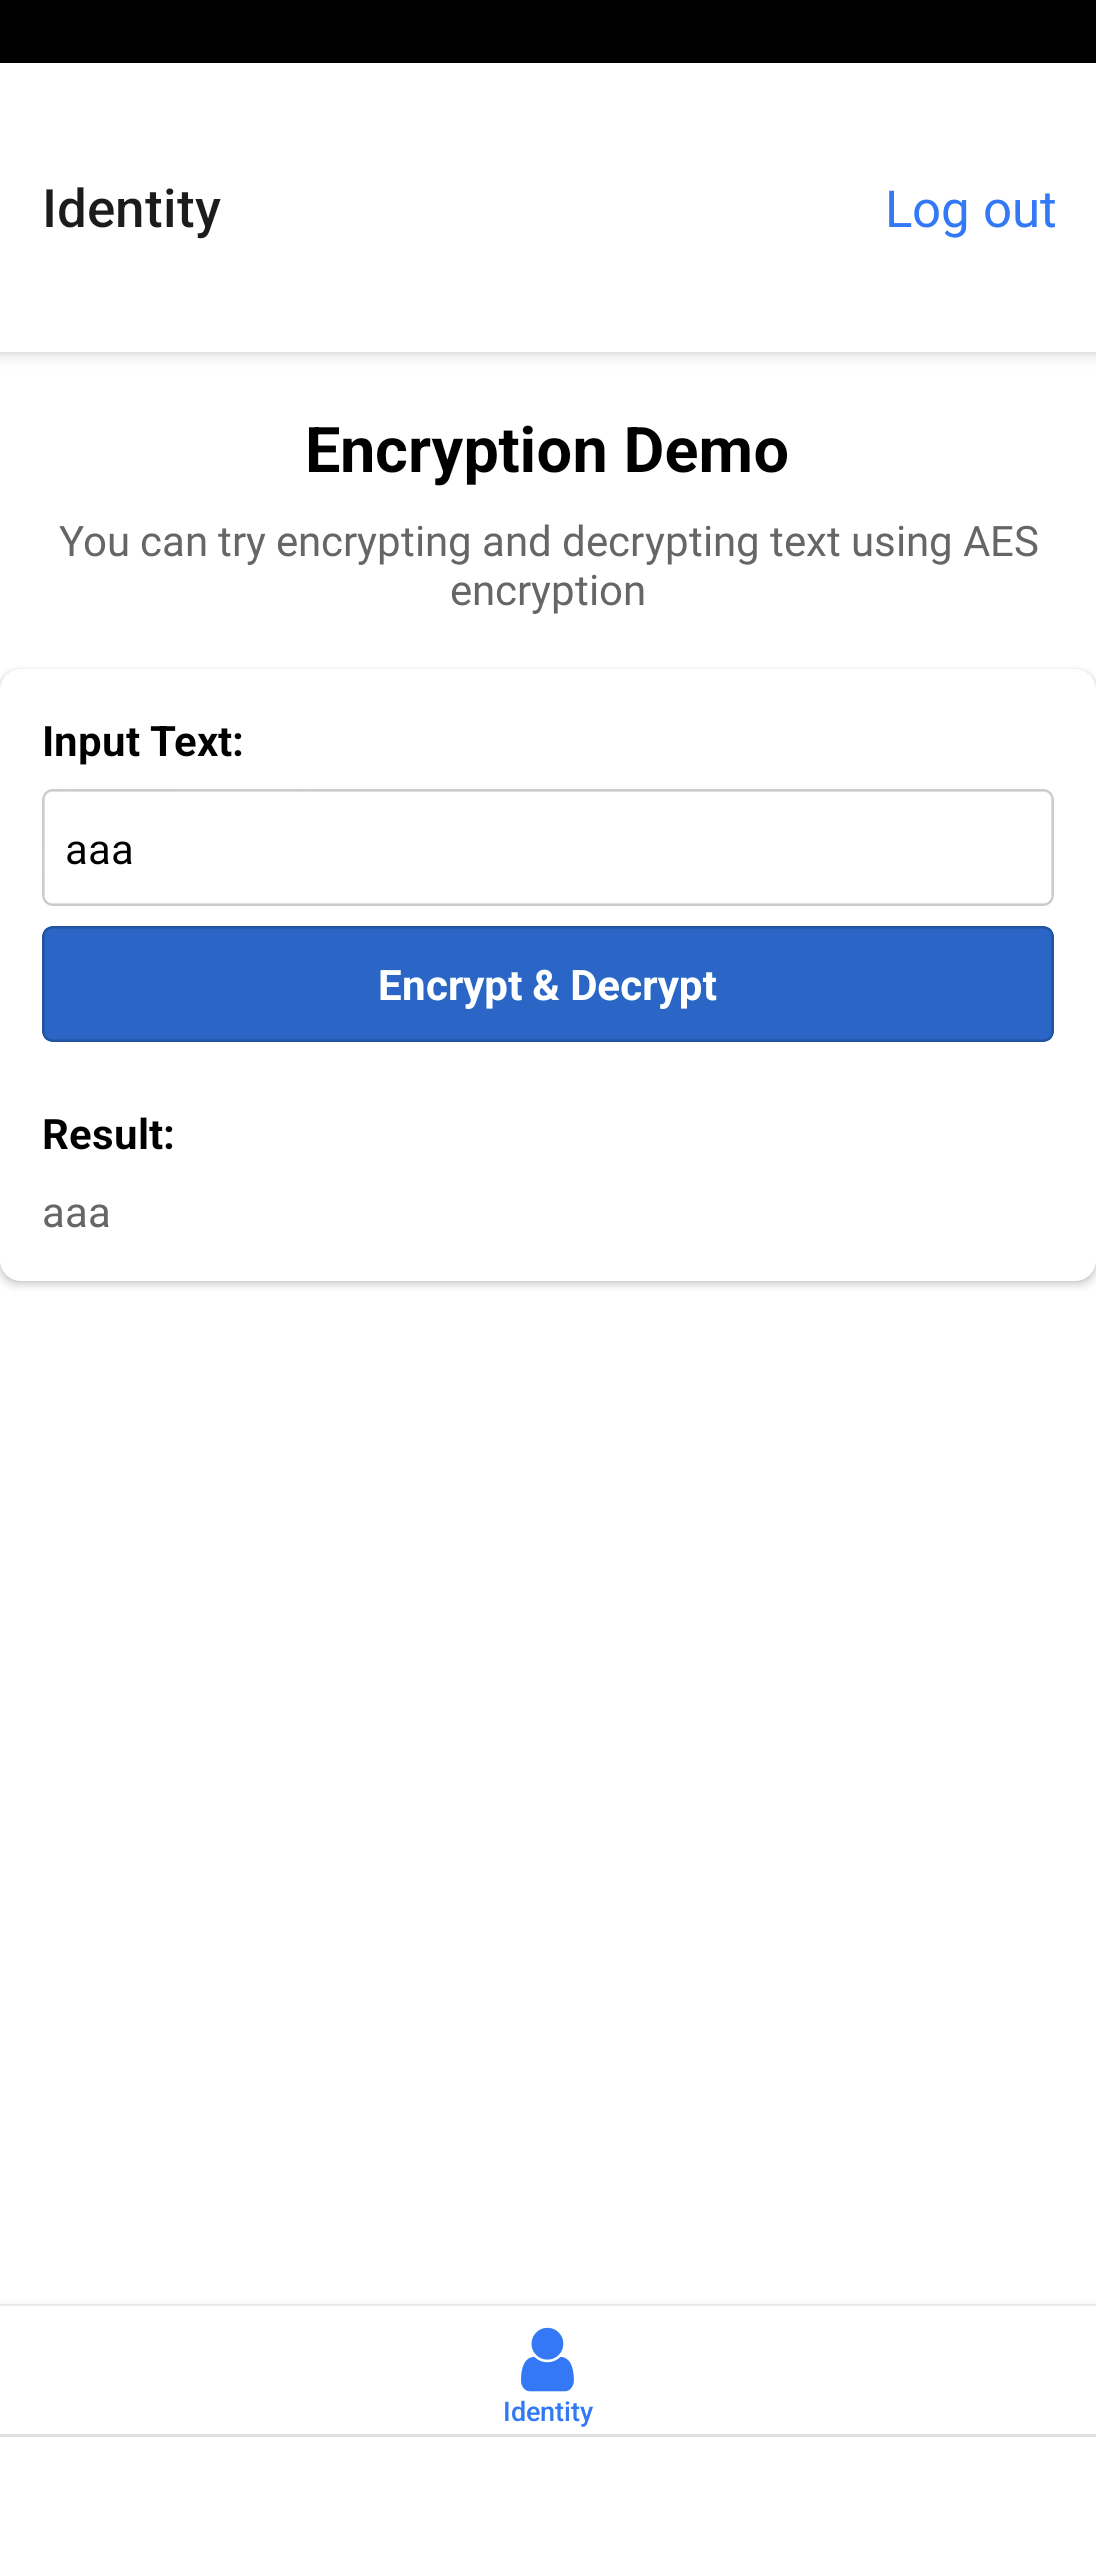 Identity
Log out
Encryption Demo
You can try encrypting and decrypting text using AES
encryption
Input Text:
aaa
Encrypt & Decrypt
Result:
aaa
Identity